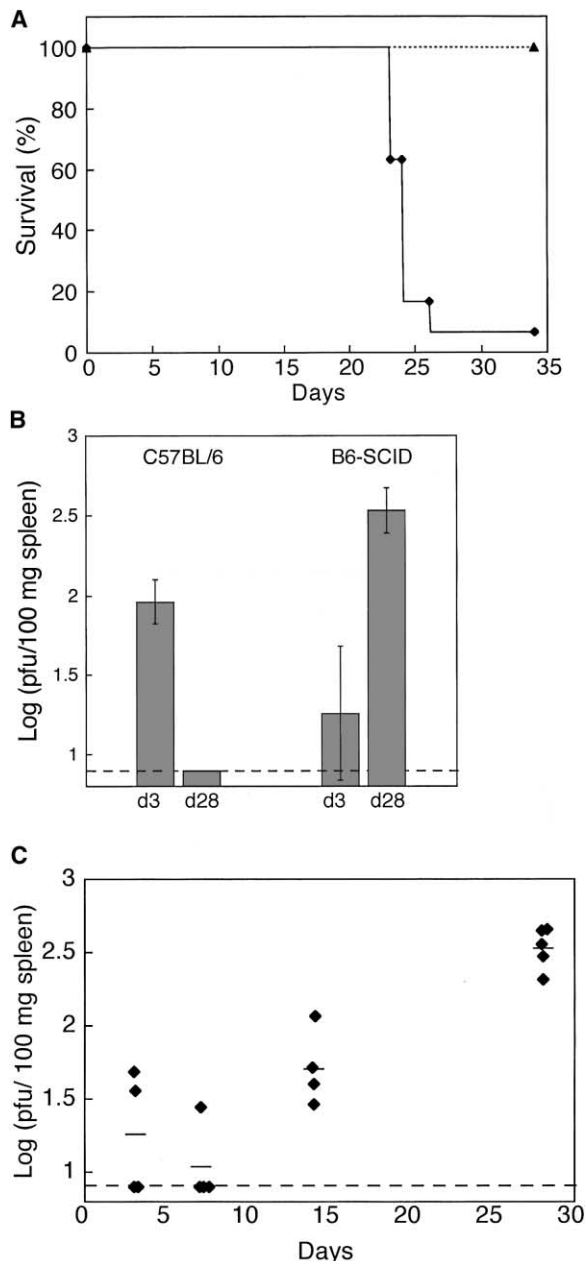 A
Survival (%)
100
80
60
40
20
0
0 5 10 15 20 25 30 35
Days
B
Log (pfu/100 mg spleen)
3
2.5
2
1.5
1
C57BL/6 B6-SCID
d3 d28 d3 d28
C
Log (pfu/ 100 mg spleen)
3
2.5
2
1.5
1
0 5 10 15 20 25 30
Days